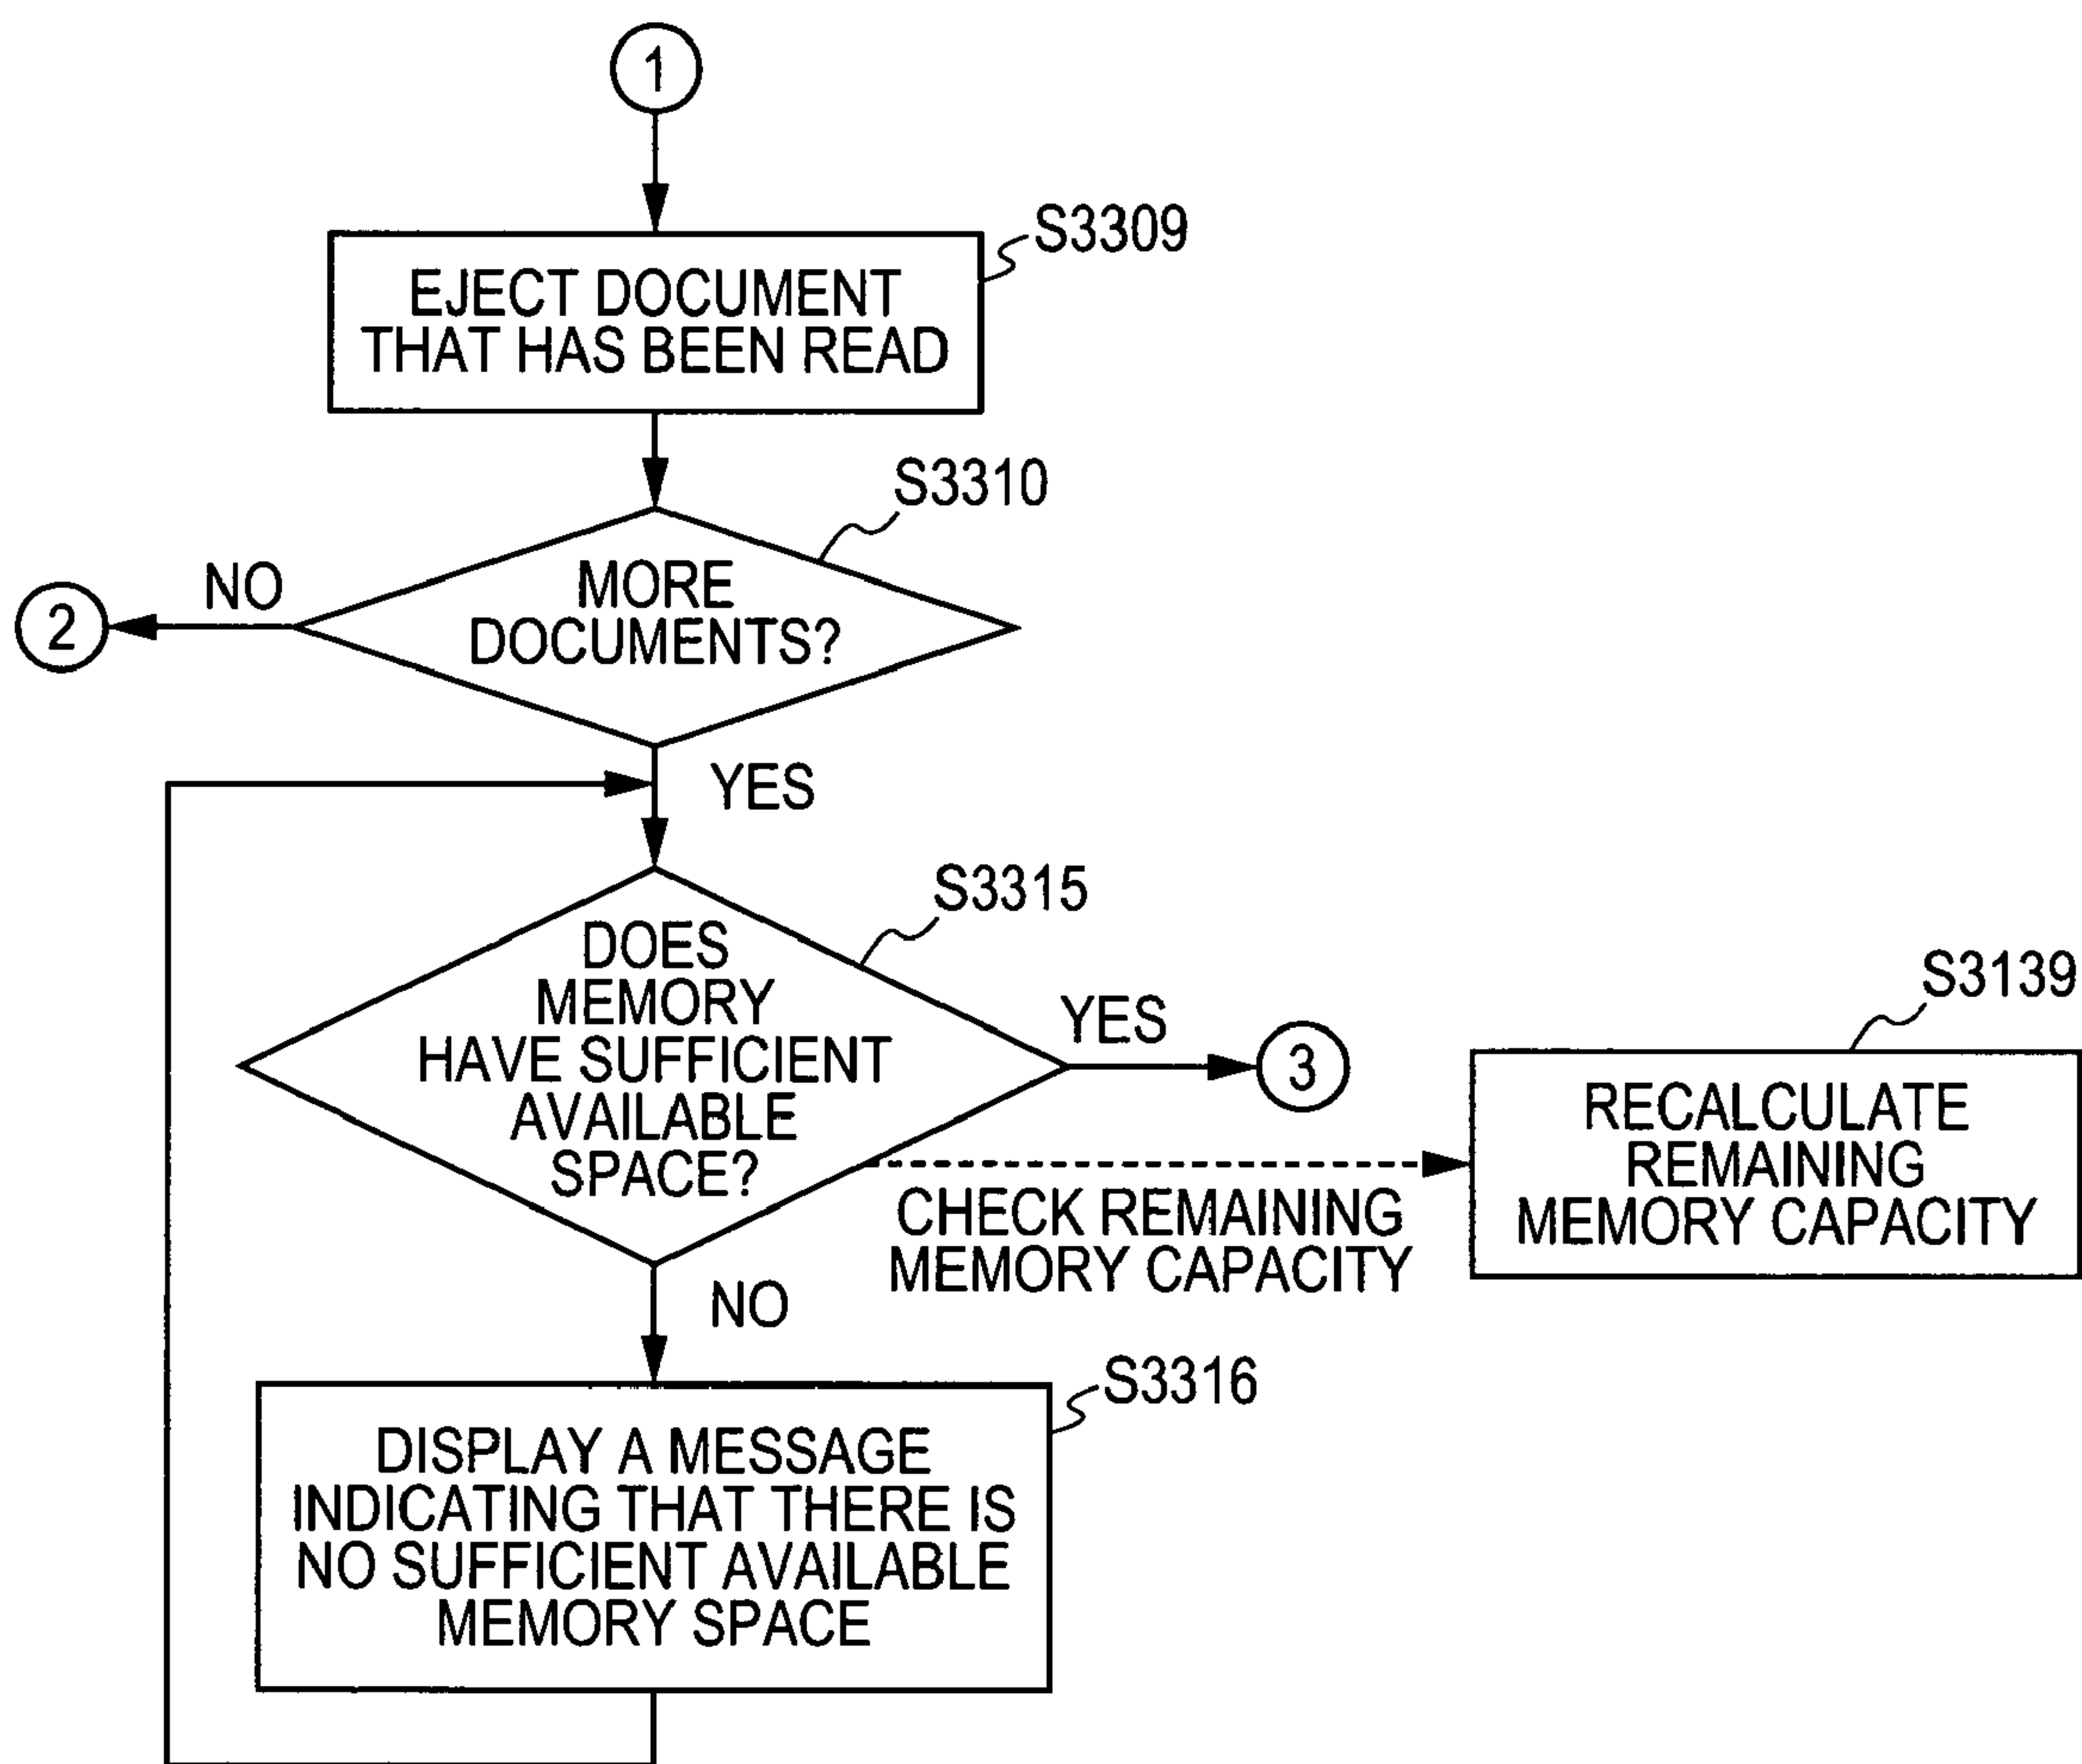 1
S3309
EJECT DOCUMENT
THAT HAS BEEN READ
S3310
MORE
DOCUMENTS?
NO
2
YES
S3315
DOES
MEMORY
HAVE SUFFICIENT
AVAILABLE
SPACE?
YES
3
S3139
RECALCULATE
REMAINING
MEMORY CAPACITY
CHECK REMAINING
MEMORY CAPACITY
NO
S3316
DISPLAY A MESSAGE
INDICATING THAT THERE IS
NO SUFFICIENT AVAILABLE
MEMORY SPACE